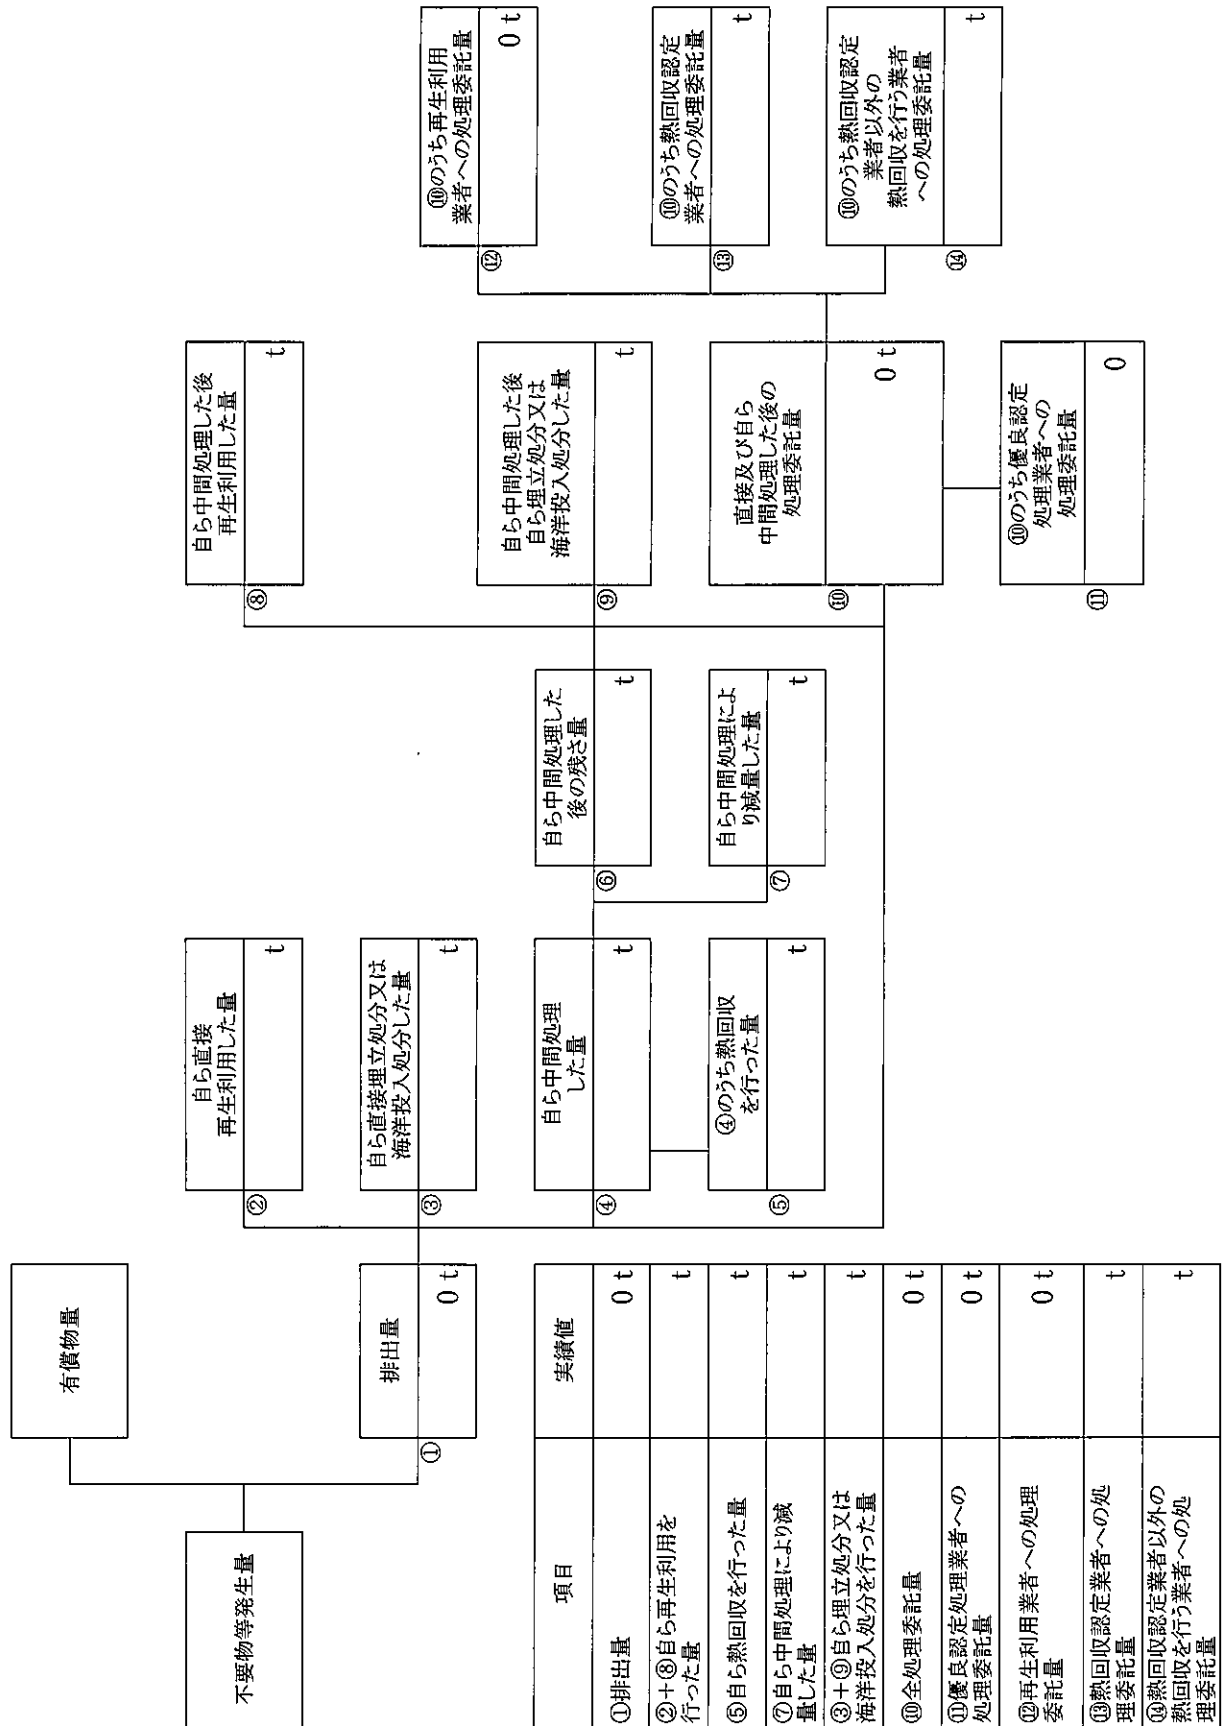 不要物等発生量
有償物量
①
排出量
0 t
②
自ら直接
再生利用した量
t
③
自ら直接埋立処分又は
海洋投入処分した量
t
④
自ら中間処理
した量
t
⑤
④のうち熱回収
を行った量
t
⑥
自ら中間処理した
後の残さ量
t
⑦
自ら中間処理によ
り減量した量
t
⑧
自ら中間処理した後
再生利用した量
t
⑨
自ら中間処理した後
自ら埋立処分又は
海洋投入処分した量
t
⑩
直接及び自ら
中間処理した後の
処理委託量
0 t
⑪
⑩のうち優良認定
処理業者への
処理委託量
0
⑫
⑩のうち再生利用
業者への処理委託量
0 t
⑬
⑩のうち熱回収認定
業者への処理委託量
t
⑭
⑩のうち熱回収認定
業者以外の
熱回収を行う業者
への処理委託量
t
項目 実績値
①排出量 0 t
②+⑧自ら再生利用を
行った量 t
⑤自ら熱回収を行った量 t
⑦自ら中間処理により減
量した量 t
③+⑨自ら埋立処分又は
海洋投入処分を行った量 t
⑩全処理委託量 0 t
⑪優良認定処理業者への
処理委託量 0 t
⑫再生利用業者への処理
委託量 0 t
⑬熱回収認定業者への処
理委託量 t
⑭熱回収認定業者以外の
熱回収を行う業者への処
理委託量 t